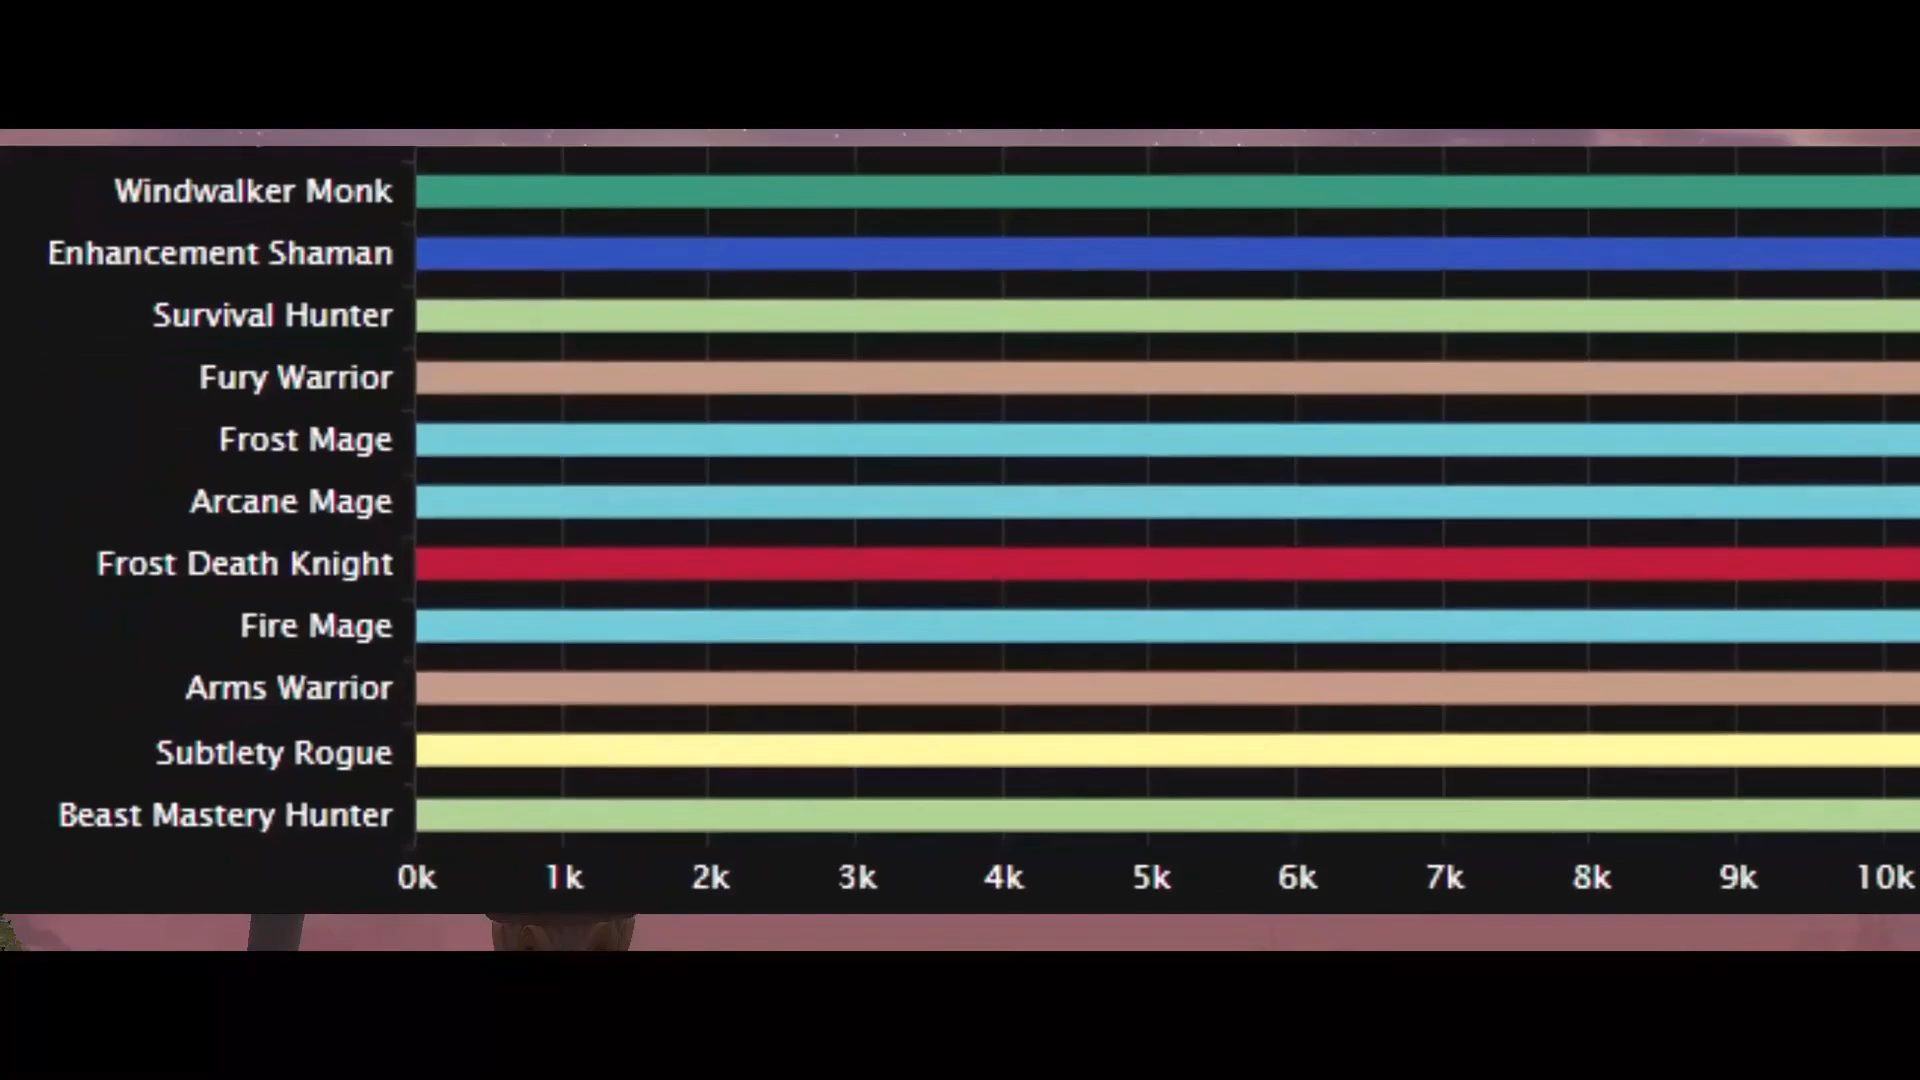 Windwalker Monk
Enhancement Shaman
Survival Hunter
Fury Warrior
Frost Mage
Arcane Mage
Frost Death Knight
Fire Mage
Arms Warrior
Subtlety Rogue
Beast Mastery Hunter
0k 1k 2k 3k 4k 5k 6k 7k 8k 9k 10k